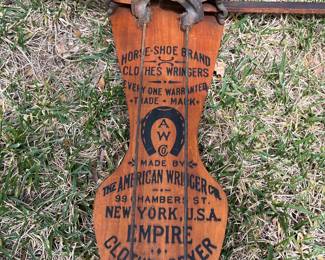 HORSE-SHOE BRAND
CLOTHES WRINGERS
EVERY ONE WARRANTED
TRADE MARK
A
W
Co
MADE BY
THE AMERICAN WRINGER CO.
99 CHAMBERS ST.
NEW YORK, U.S.A.
EMPIRE